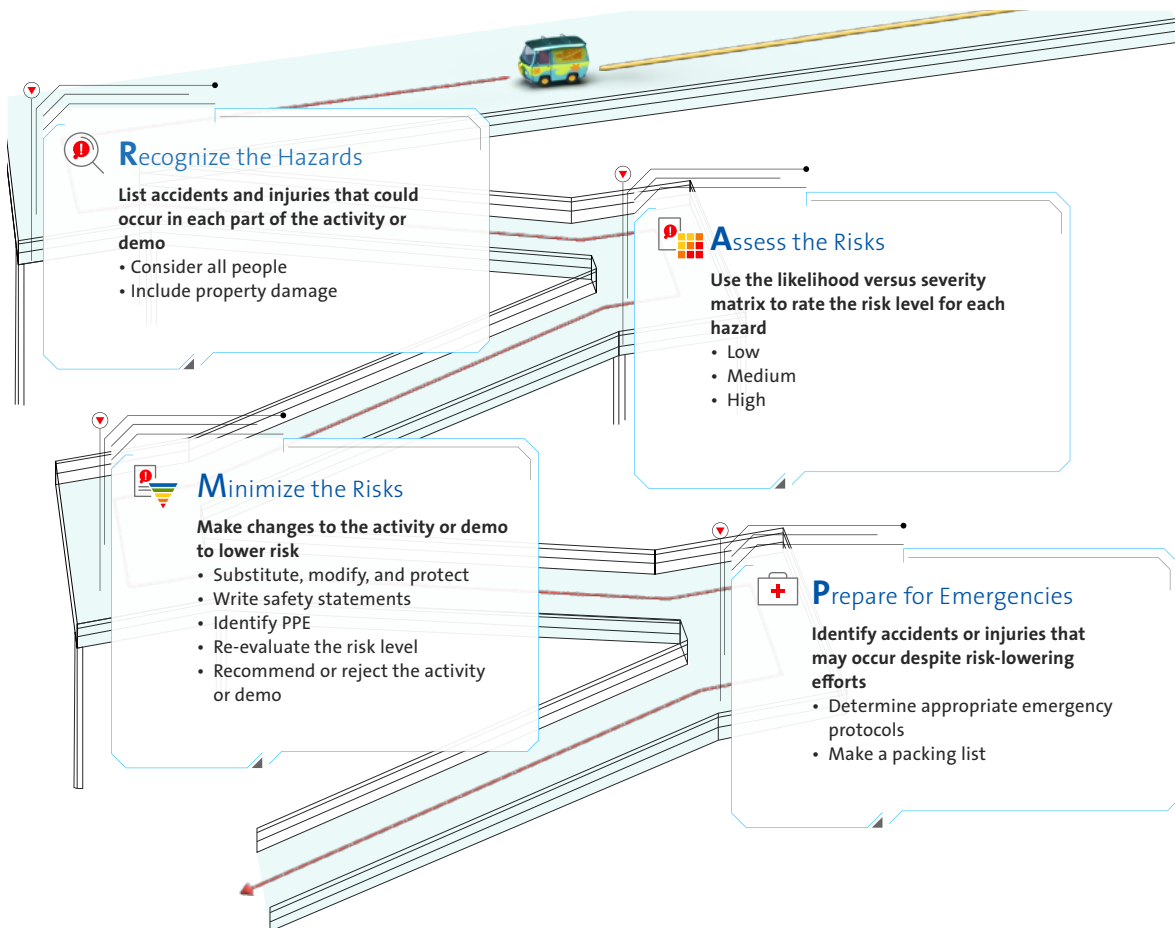 Recognize the Hazards
List accidents and injuries that could
occur in each part of the activity or
demo
• Consider all people
• Include property damage
Assess the Risks
Use the likelihood versus severity
matrix to rate the risk level for each
hazard
• Low
• Medium
• High
Minimize the Risks
Make changes to the activity or demo
to lower risk
• Substitute, modify, and protect
• Write safety statements
• Identify PPE
• Re-evaluate the risk level
• Recommend or reject the activity
or demo
Prepare for Emergencies
Identify accidents or injuries that
may occur despite risk-lowering
efforts
• Determine appropriate emergency
protocols
• Make a packing list